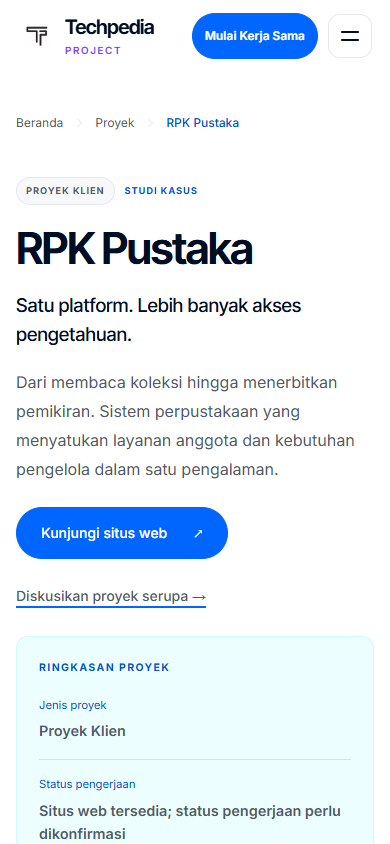 Techpedia
PROJECT
Mulai Kerja Sama
Beranda > Proyek > RPK Pustaka
PROYEK KLIEN
STUDI KASUS
RPK Pustaka
Satu platform. Lebih banyak akses
pengetahuan.
Dari membaca koleksi hingga menerbitkan
pemikiran. Sistem perpustakaan yang
menyatukan layanan anggota dan kebutuhan
pengelola dalam satu pengalaman.
Kunjungi situs web ↗
Diskusikan proyek serupa →
RINGKASAN PROYEK
Jenis proyek
Proyek Klien
Status pengerjaan
Situs web tersedia; status pengerjaan perlu
dikonfirmasi